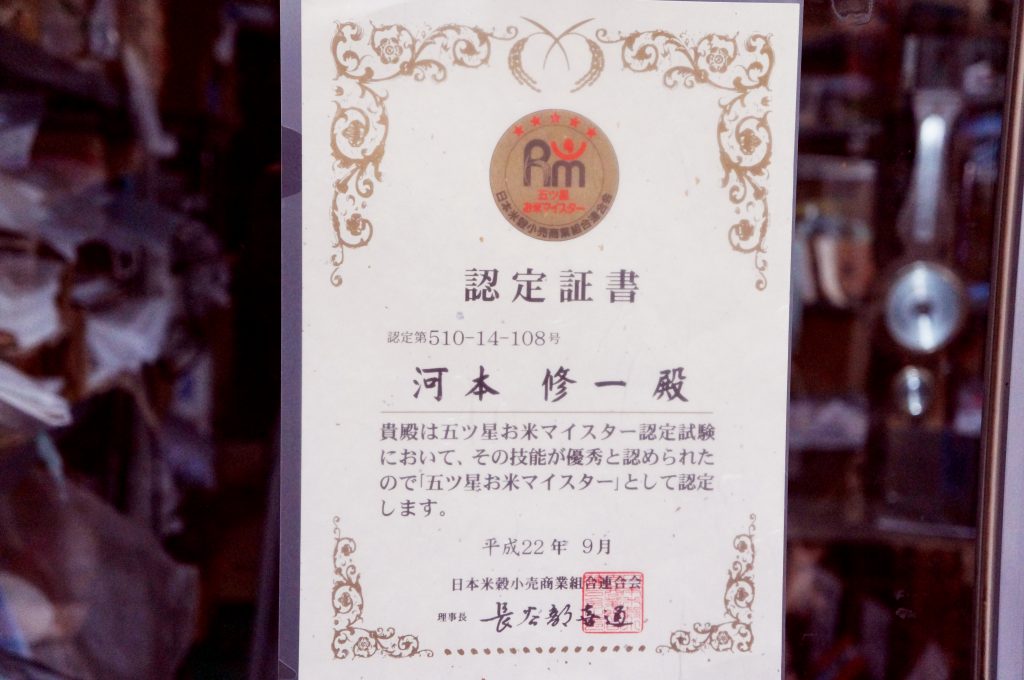 ★★★★★
Rm
五ツ星
お米マイスター
日本米穀小売商業組合連合会
認定証書
認定第510-14-108号
河本 修一 殿
貴殿は五ツ星お米マイスター認定試験
において、その技能が優秀と認められた
ので「五ツ星お米マイスター」として認定
します。
平成22年 9月
日本米穀小売商業組合連合会
理事長 長谷部喜通